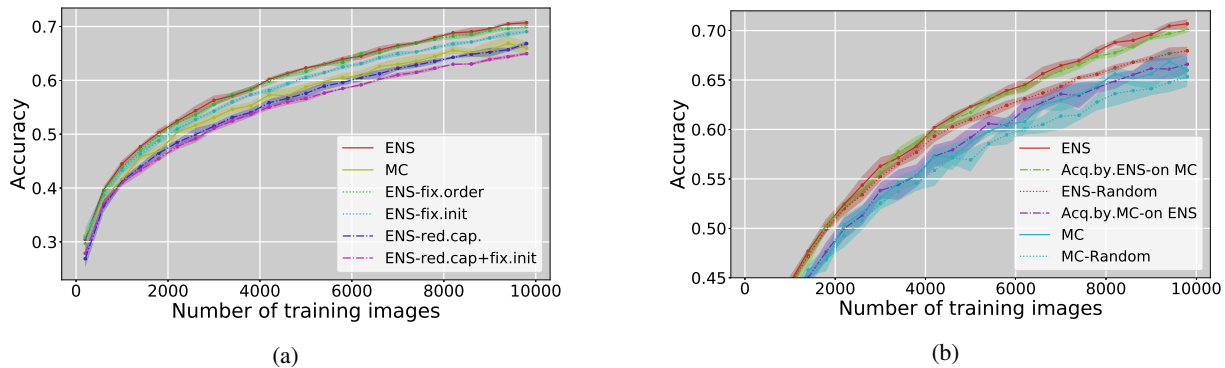 0.7
0.6
0.5
0.4
0.3
Accuracy
0 2000 4000 6000 8000 10000
Number of training images
ENS
MC
ENS-fix.order
ENS-fix.init
ENS-red.cap.
ENS-red.cap+fix.init
(a)
0.70
0.65
0.60
0.55
0.50
0.45
Accuracy
0 2000 4000 6000 8000 10000
Number of training images
ENS
Acq.by.ENS-on MC
ENS-Random
Acq.by.MC-on ENS
MC
MC-Random
(b)